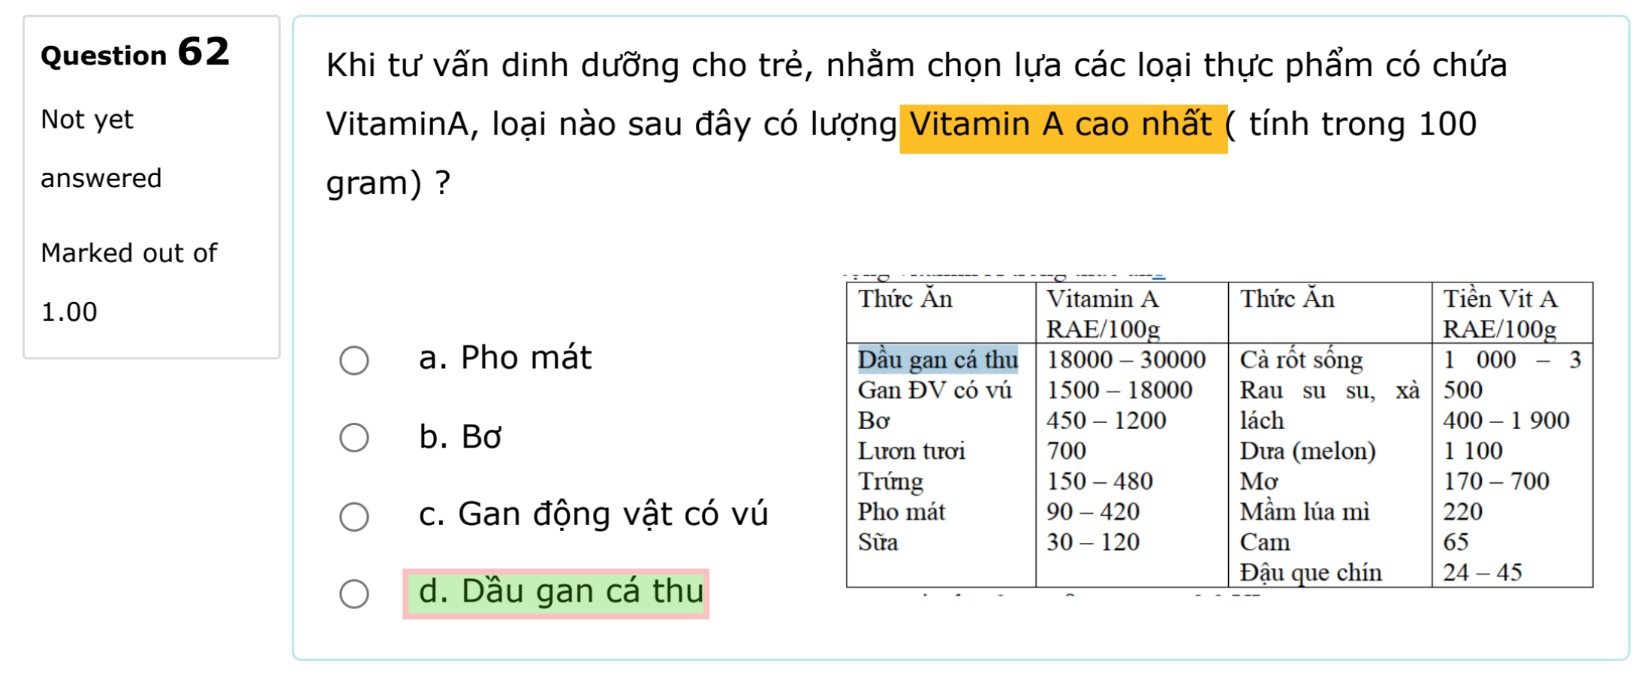 Question 62
Not yet
answered
Marked out of
1.00
Khi tư vấn dinh dưỡng cho trẻ, nhằm chọn lựa các loại thực phẩm có chứa
VitaminA, loại nào sau đây có lượng Vitamin A cao nhất ( tính trong 100
gram) ?
a. Pho mát
b. Bơ
c. Gan động vật có vú
d. Dầu gan cá thu
Thức Ăn Vitamin A Thức Ăn Tiền Vit A
RAE/100g RAE/100g
Dầu gan cá thu 18000 – 30000 Cà rốt sống 1 000 – 3
Gan ĐV có vú 1500 – 18000 Rau su su, xà 500
Bơ 450 – 1200 lách 400 – 1 900
Lươn tươi 700 Dưa (melon) 1 100
Trứng 150 – 480 Mơ 170 – 700
Pho mát 90 – 420 Mầm lúa mì 220
Sữa 30 – 120 Cam 65
Đậu que chín 24 – 45